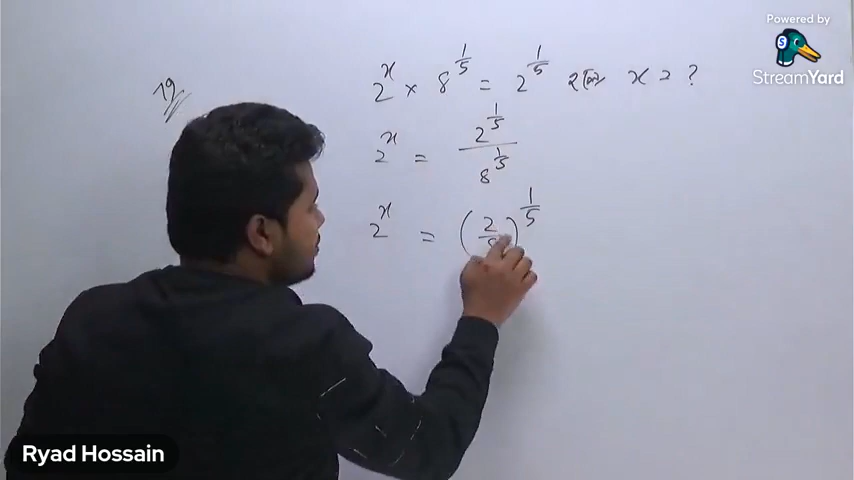 Powered by
StreamYard
19
2^x × 8^(1/5) = 2^(1/5) হলে x = ?
2^x = 2^(1/5) / 8^(1/5)
2^x = (2/8)^(1/5)
Ryad Hossain